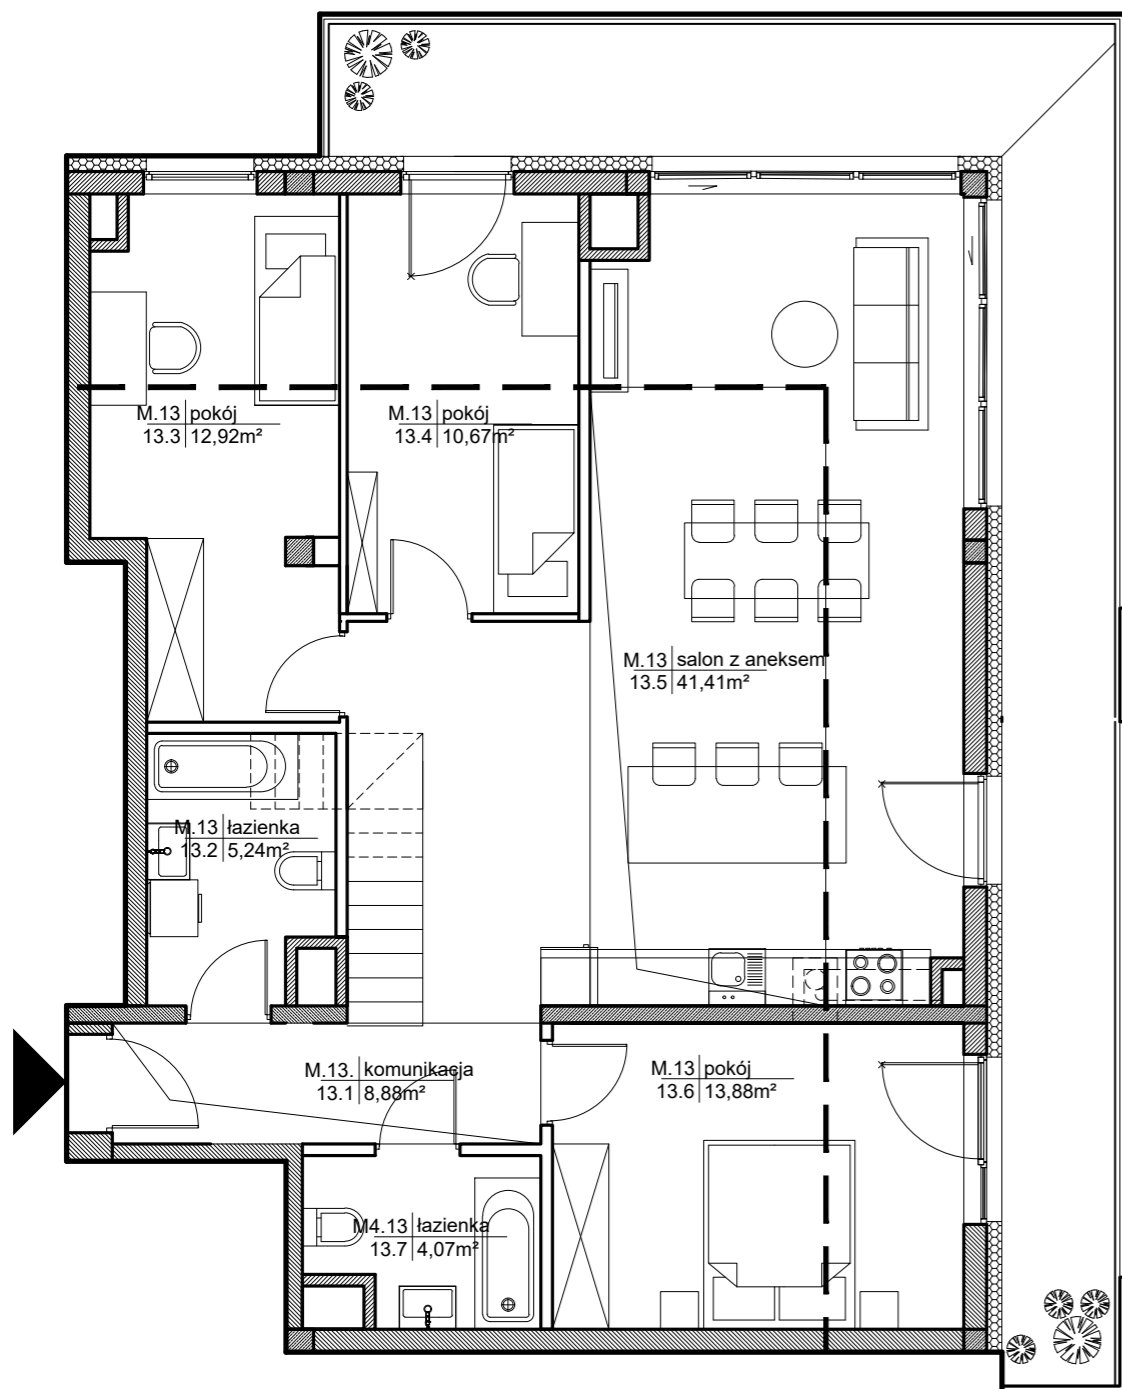 M.13 pokój
13.3 12,92m²
M.13 pokój
13.4 10,67m²
M.13 salon z aneksem
13.5 41,41m²
M.13 łazienka
13.2 5,24m²
M.13. komunikacja
13.1 8,88m²
M.13 pokój
13.6 13,88m²
M4.13 łazienka
13.7 4,07m²